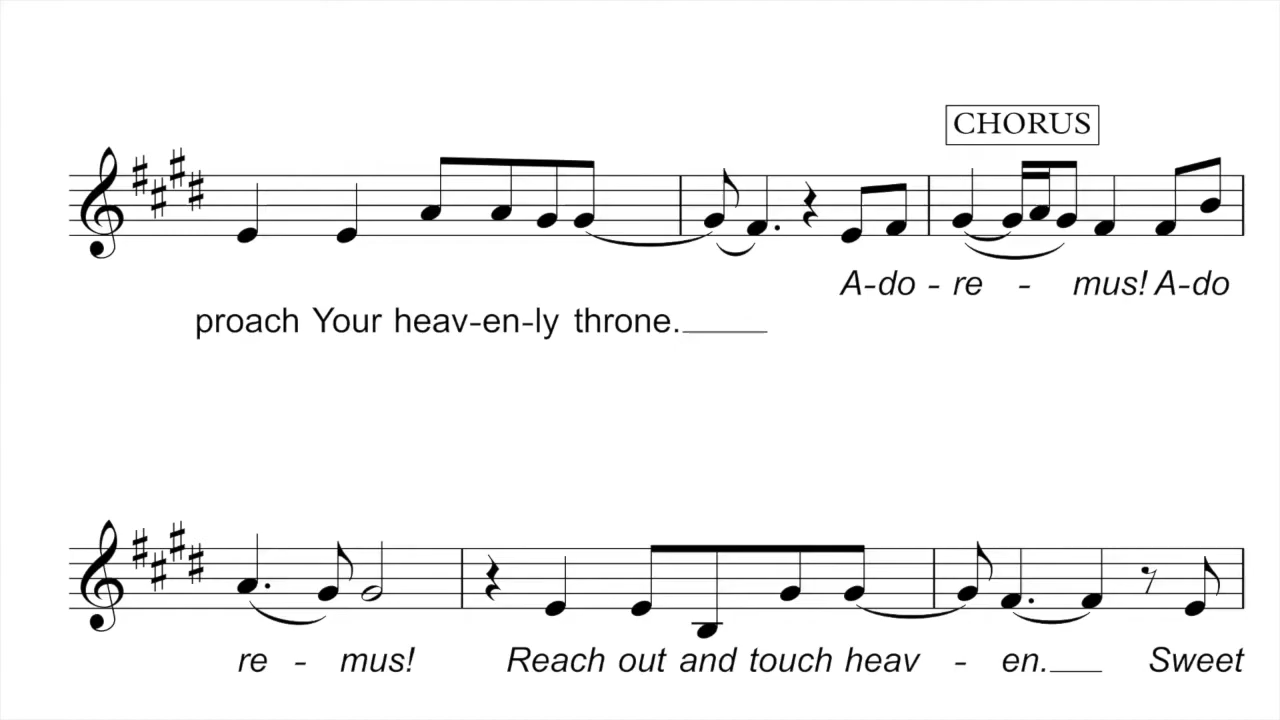 CHORUS
A-do - re - mus! A-do
proach Your heav-en-ly throne.
re - mus! Reach out and touch heav - en. Sweet